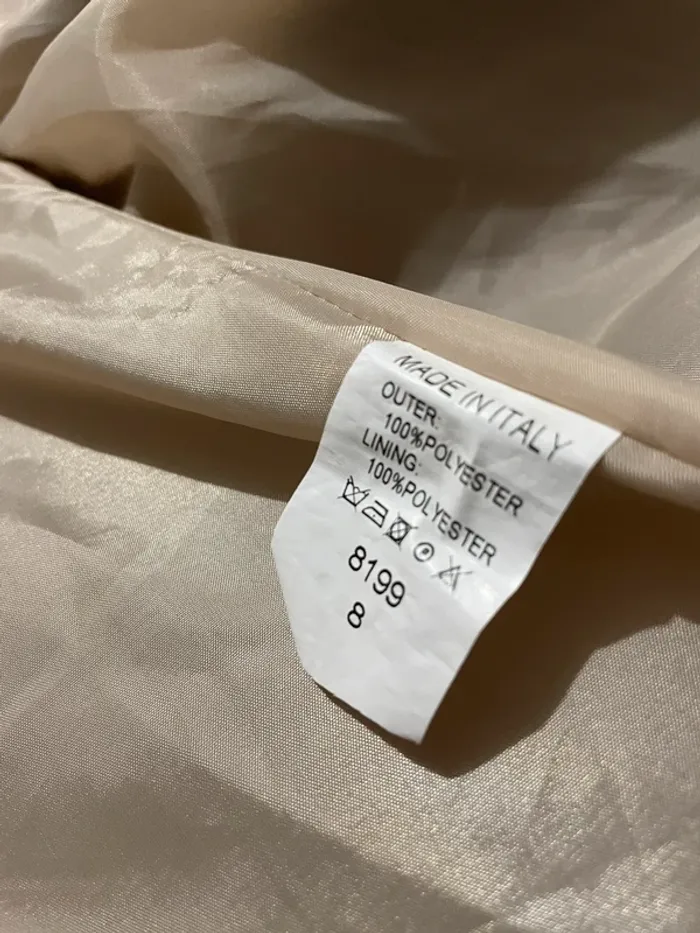 MADE IN ITALY
OUTER:
100%POLYESTER
LINING:
100%POLYESTER
8199
8